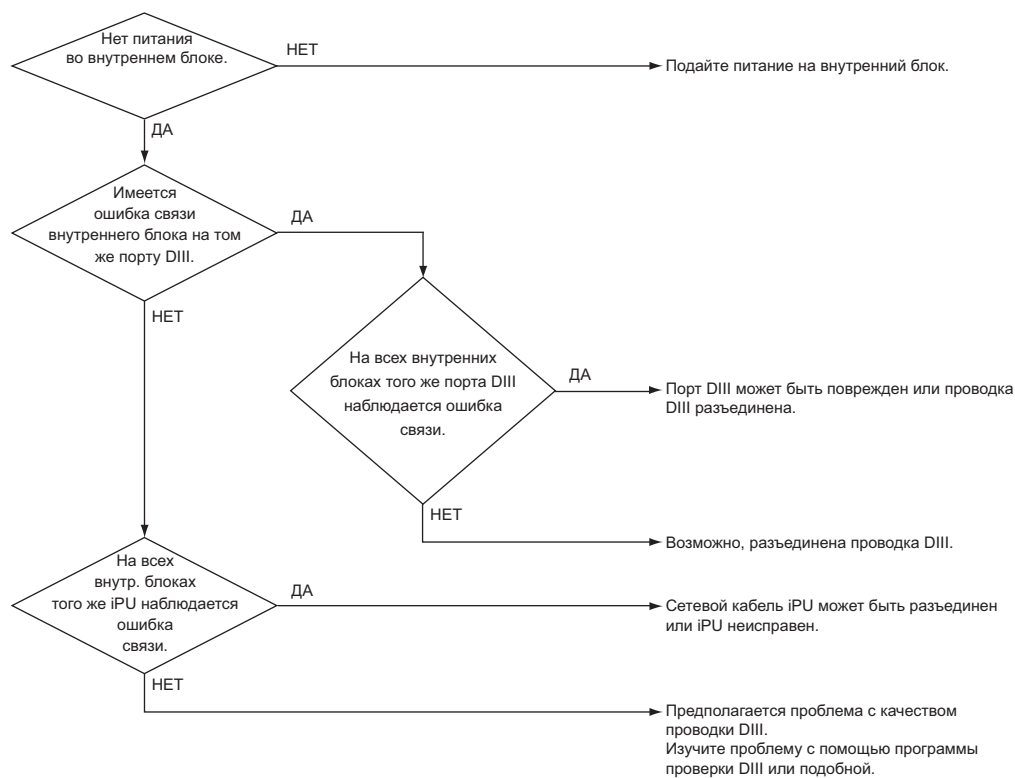 Нет питания
во внутреннем блоке.
НЕТ
Подайте питание на внутренний блок.
ДА
Имеется
ошибка связи
внутреннего блока на том
же порту DIII.
ДА
НЕТ
На всех внутренних
блоках того же порта DIII
наблюдается ошибка
связи.
ДА
Порт DIII может быть поврежден или проводка
DIII разъединена.
НЕТ
Возможно, разъединена проводка DIII.
На всех
внутр. блоках
того же iPU наблюдается
ошибка
связи.
ДА
Сетевой кабель iPU может быть разъединен
или iPU неисправен.
НЕТ
Предполагается проблема с качеством
проводки DIII.
Изучите проблему с помощью программы
проверки DIII или подобной.